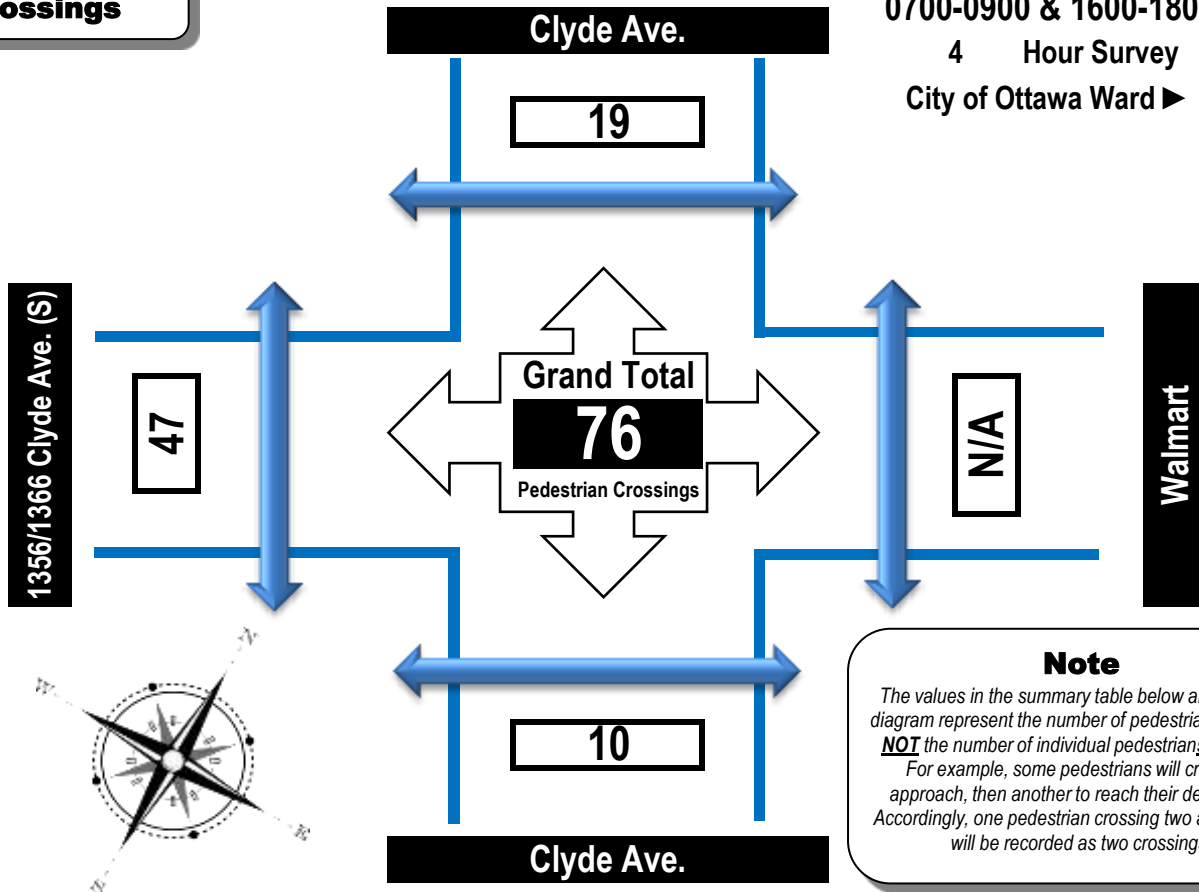 ossings
0700-0900 & 1600-180
4 Hour Survey
City of Ottawa Ward ►
Clyde Ave.
19
1356/1366 Clyde Ave. (S)
47
Grand Total
76
Pedestrian Crossings
N/A
Walmart
N
W
E
S
10
Clyde Ave.
Note
The values in the summary table below a
diagram represent the number of pedestria
NOT the number of individual pedestrians
For example, some pedestrians will cr
approach, then another to reach their de
Accordingly, one pedestrian crossing two a
will be recorded as two crossing